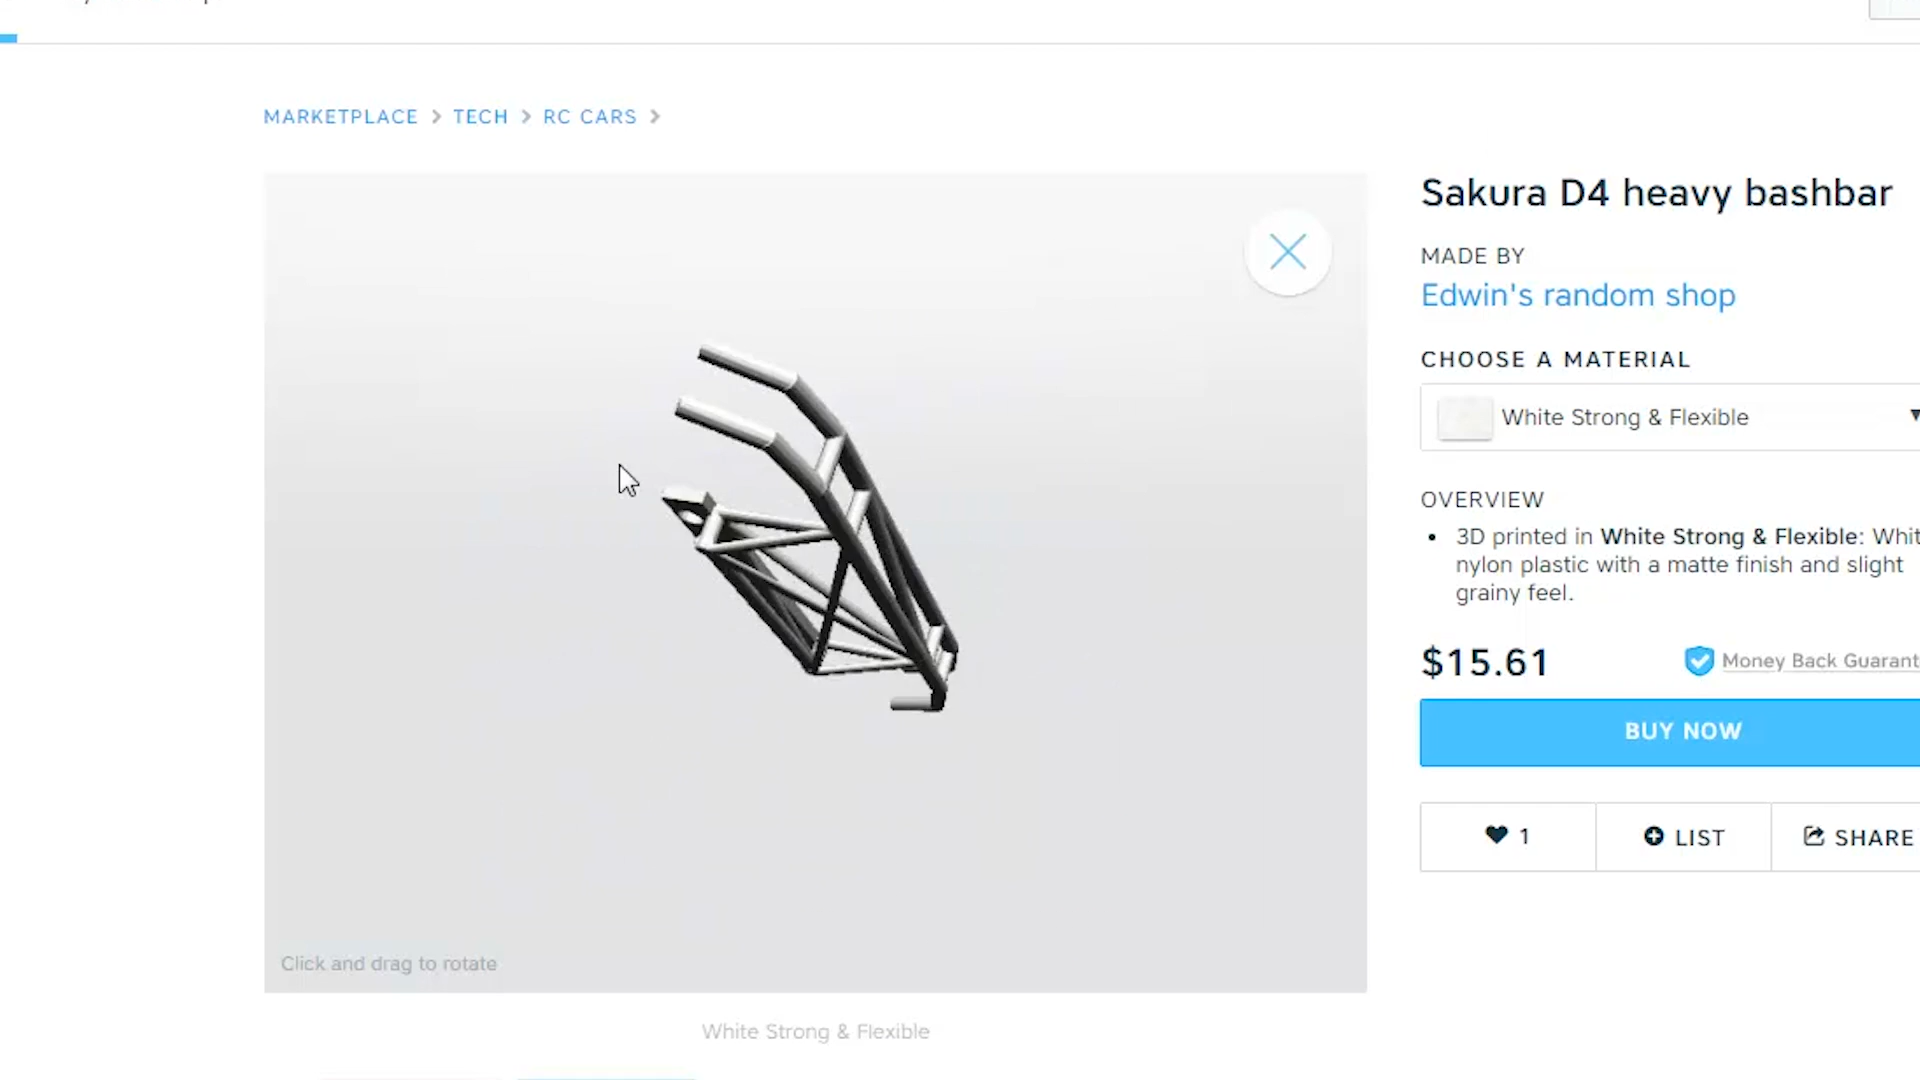 MARKETPLACE > TECH > RC CARS >
Sakura D4 heavy bashbar
MADE BY
Edwin's random shop
CHOOSE A MATERIAL
White Strong & Flexible
OVERVIEW
• 3D printed in White Strong & Flexible: Whit
nylon plastic with a matte finish and slight
grainy feel.
$15.61
Money Back Guarant
BUY NOW
1
LIST
SHARE
Click and drag to rotate
White Strong & Flexible